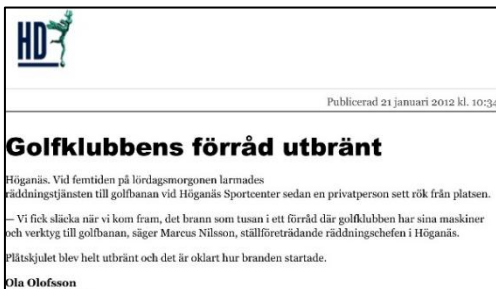 HD
Publicerad 21 januari 2012 kl. 10:34
Golfklubbens förråd utbränt
Höganäs. Vid femtiden på lördagsmorgonen larmades
räddningstjänsten till golfbanan vid Höganäs Sportcenter sedan en privatperson sett rök från platsen.
— Vi fick släcka när vi kom fram, det brann som tusan i ett förråd där golfklubben har sina maskiner
och verktyg till golfbanan, säger Marcus Nilsson, ställföreträdande räddningschefen i Höganäs.
Plåtskjulet blev helt utbränt och det är oklart hur branden startade.
Ola Olofsson